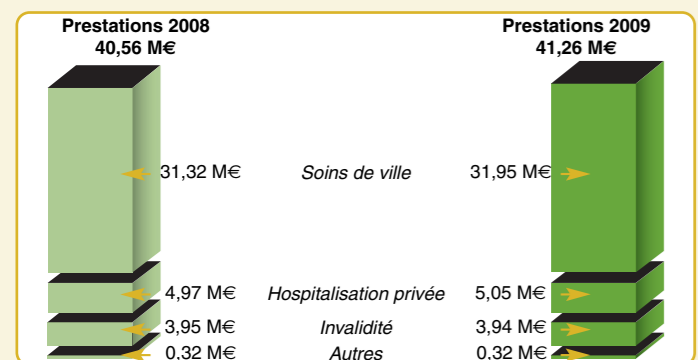 Prestations 2008 Prestations 2009
40,56 M€ 41,26 M€
31,32 M€ Soins de ville 31,95 M€
4,97 M€ Hospitalisation privée 5,05 M€
3,95 M€ Invalidité 3,94 M€
0,32 M€ Autres 0,32 M€